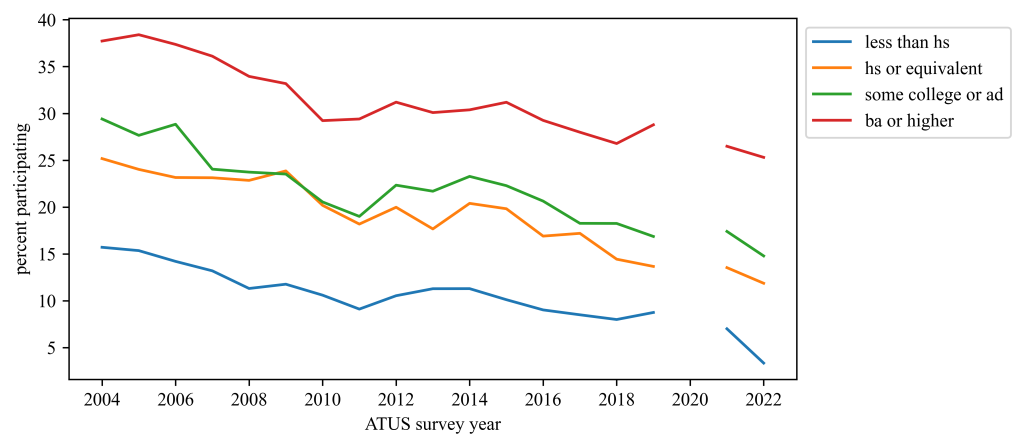 40
35
30
25
20
15
10
5
percent participating
2004 2006 2008 2010 2012 2014 2016 2018 2020 2022
ATUS survey year
less than hs
hs or equivalent
some college or ad
ba or higher